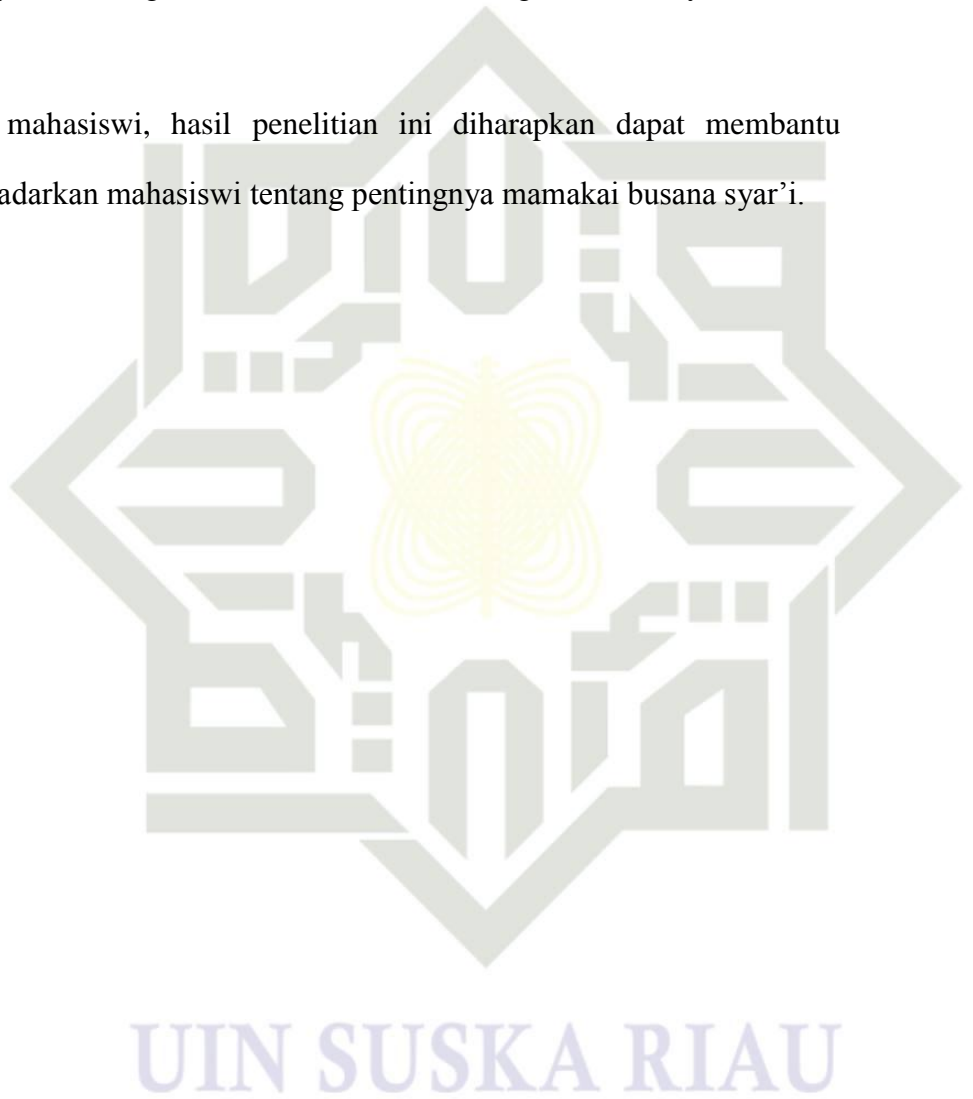 mahasiswi, hasil penelitian ini diharapkan dapat membantu
adarkan mahasiswi tentang pentingnya mamakai busana syar’i.
UIN SUSKA RIAU